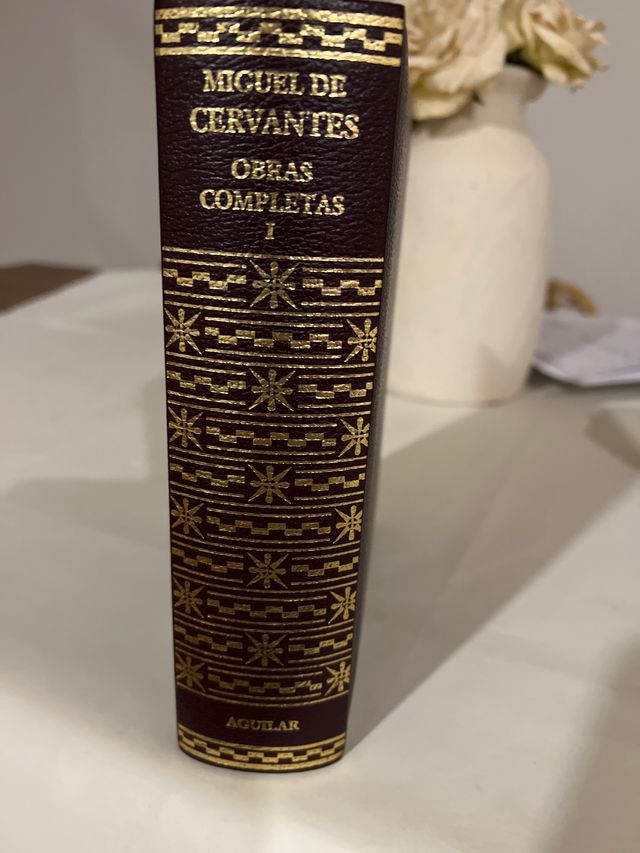 MIGUEL DE
CERVANTES
OBRAS
COMPLETAS
I
AGUILAR